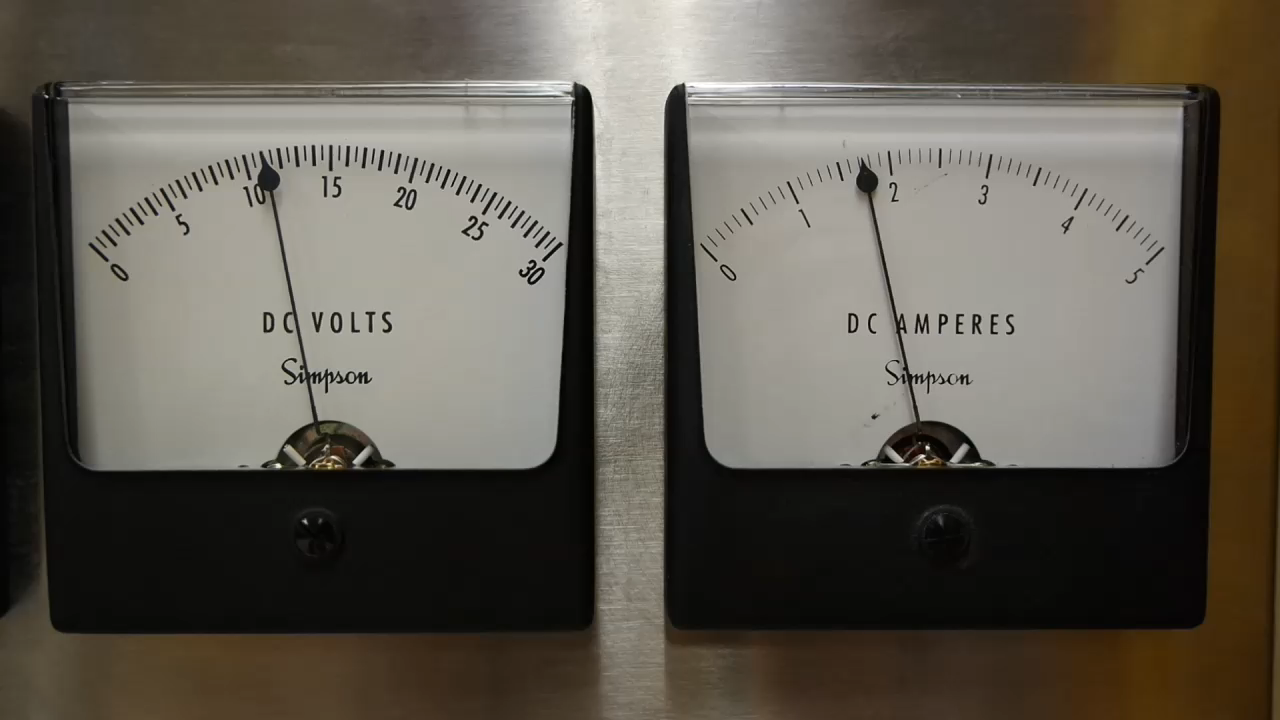 0 5 10 15 20 25 30
DC VOLTS
Simpson
0 1 2 3 4 5
DC AMPERES
Simpson